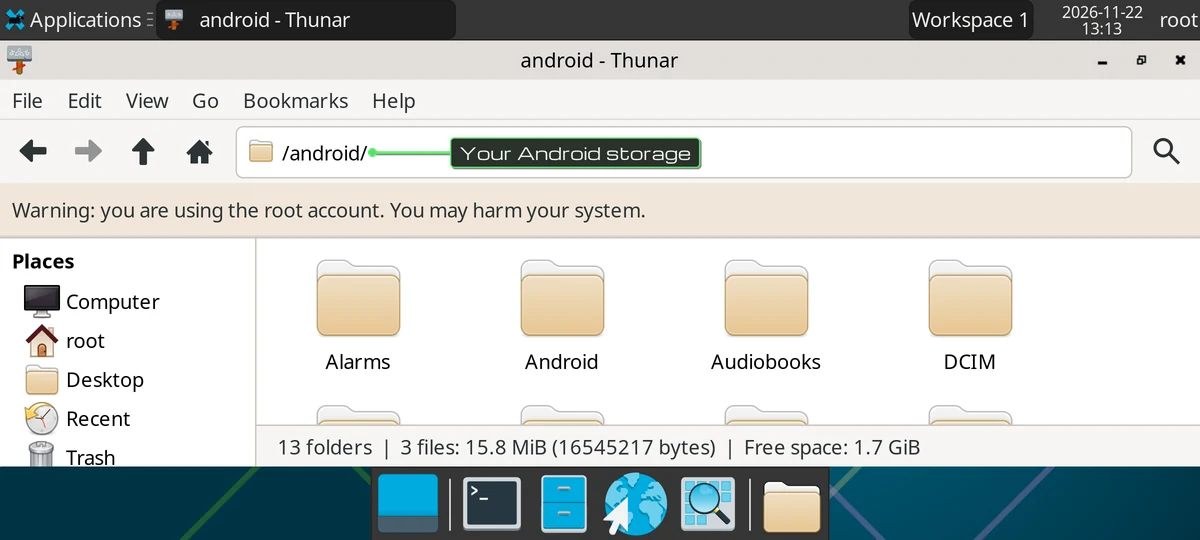 Applications
android - Thunar
Workspace 1
2026-11-22
13:13
root
android - Thunar
File Edit View Go Bookmarks Help
/android/
Your Android storage
Warning: you are using the root account. You may harm your system.
Places
Computer
root
Desktop
Recent
Trash
Alarms
Android
Audiobooks
DCIM
13 folders | 3 files: 15.8 MiB (16545217 bytes) | Free space: 1.7 GiB